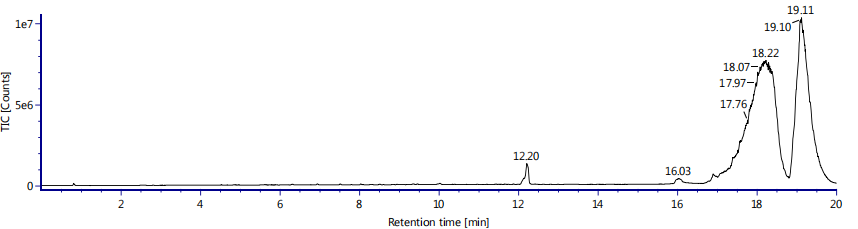 19.11
1e7
19.10
18.22
18.07
17.97
5e6
17.76
TIC [Counts]
12.20
16.03
0
2 4 6 8 10 12 14 16 18 20
Retention time [min]